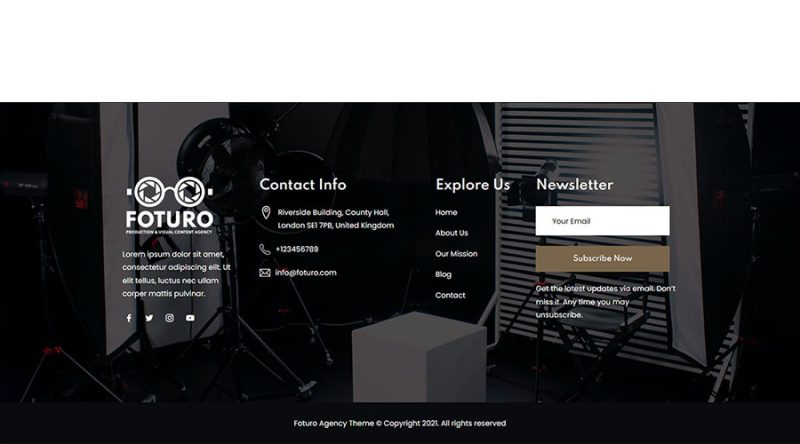 FOTURO
PRODUCTION & VISUAL CONTENT AGENCY
Lorem ipsum dolor sit amet,
consectetur adipiscing elit. Ut
elit tellus, luctus nec ullam
corper mattis pulvinar.
Contact Info
Riverside Building, County Hall,
London SE1 7PB, United Kingdom
+123456789
info@foturo.com
Explore Us
Home
About Us
Our Mission
Blog
Contact
Newsletter
Your Email
Subscribe Now
Get the latest updates via email. Don't
miss it. Any time you may
unsubscribe.
Foturo Agency Theme © Copyright 2021. All rights reserved